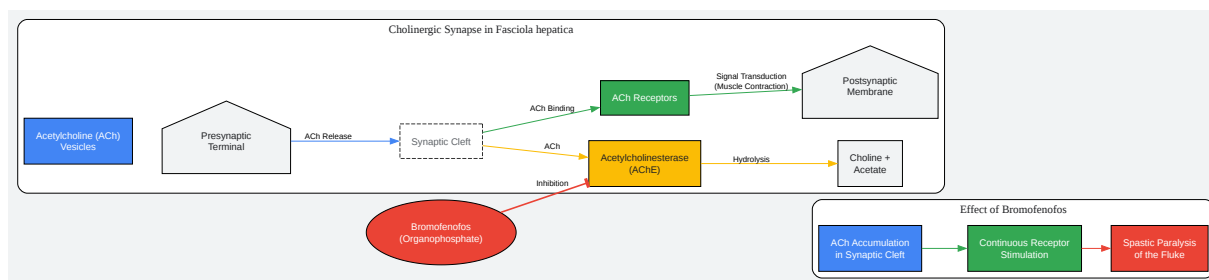 Cholinergic Synapse in Fasciola hepatica
Acetylcholine (ACh)
Vesicles
Presynaptic
Terminal
ACh Release
Synaptic Cleft
ACh Binding
ACh
ACh Receptors
Signal Transduction
(Muscle Contraction)
Postsynaptic
Membrane
Acetylcholinesterase
(AChE)
Hydrolysis
Choline +
Acetate
Inhibition
Bromofenofos
(Organophosphate)
Effect of Bromofenofos
ACh Accumulation
in Synaptic Cleft
Continuous Receptor
Stimulation
Spastic Paralysis
of the Fluke